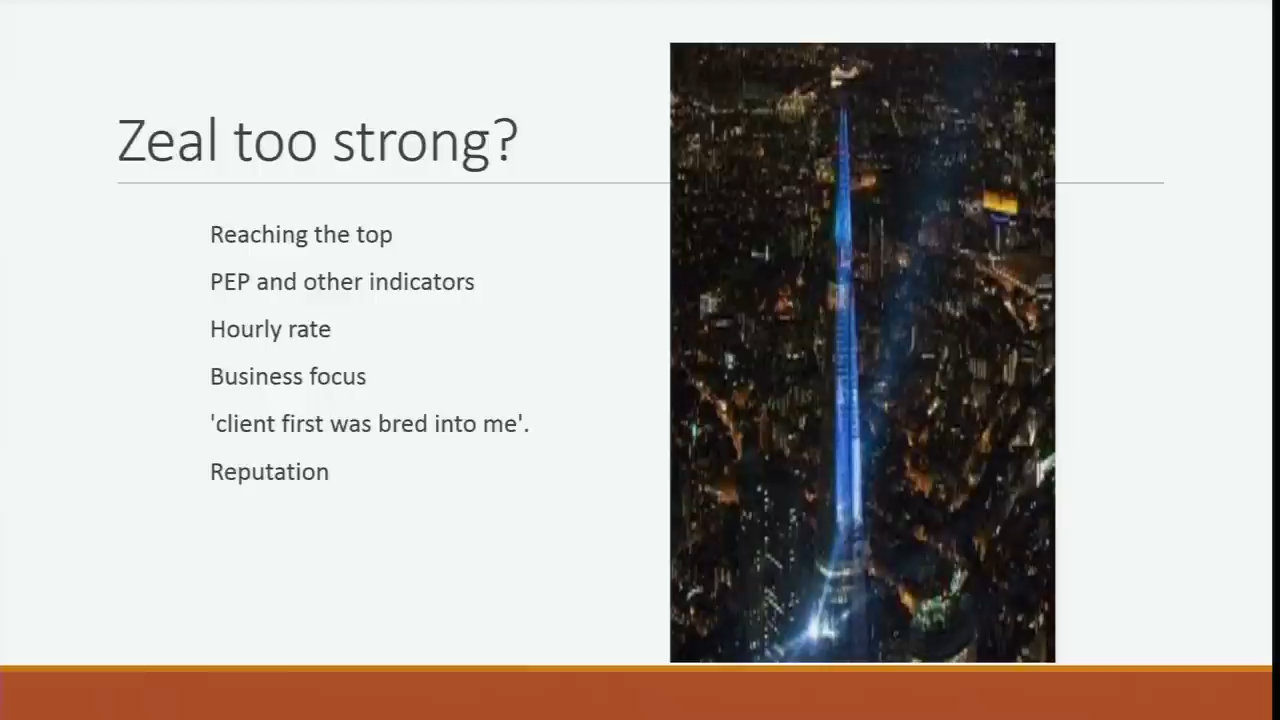 Zeal too strong?
Reaching the top
PEP and other indicators
Hourly rate
Business focus
'client first was bred into me'.
Reputation